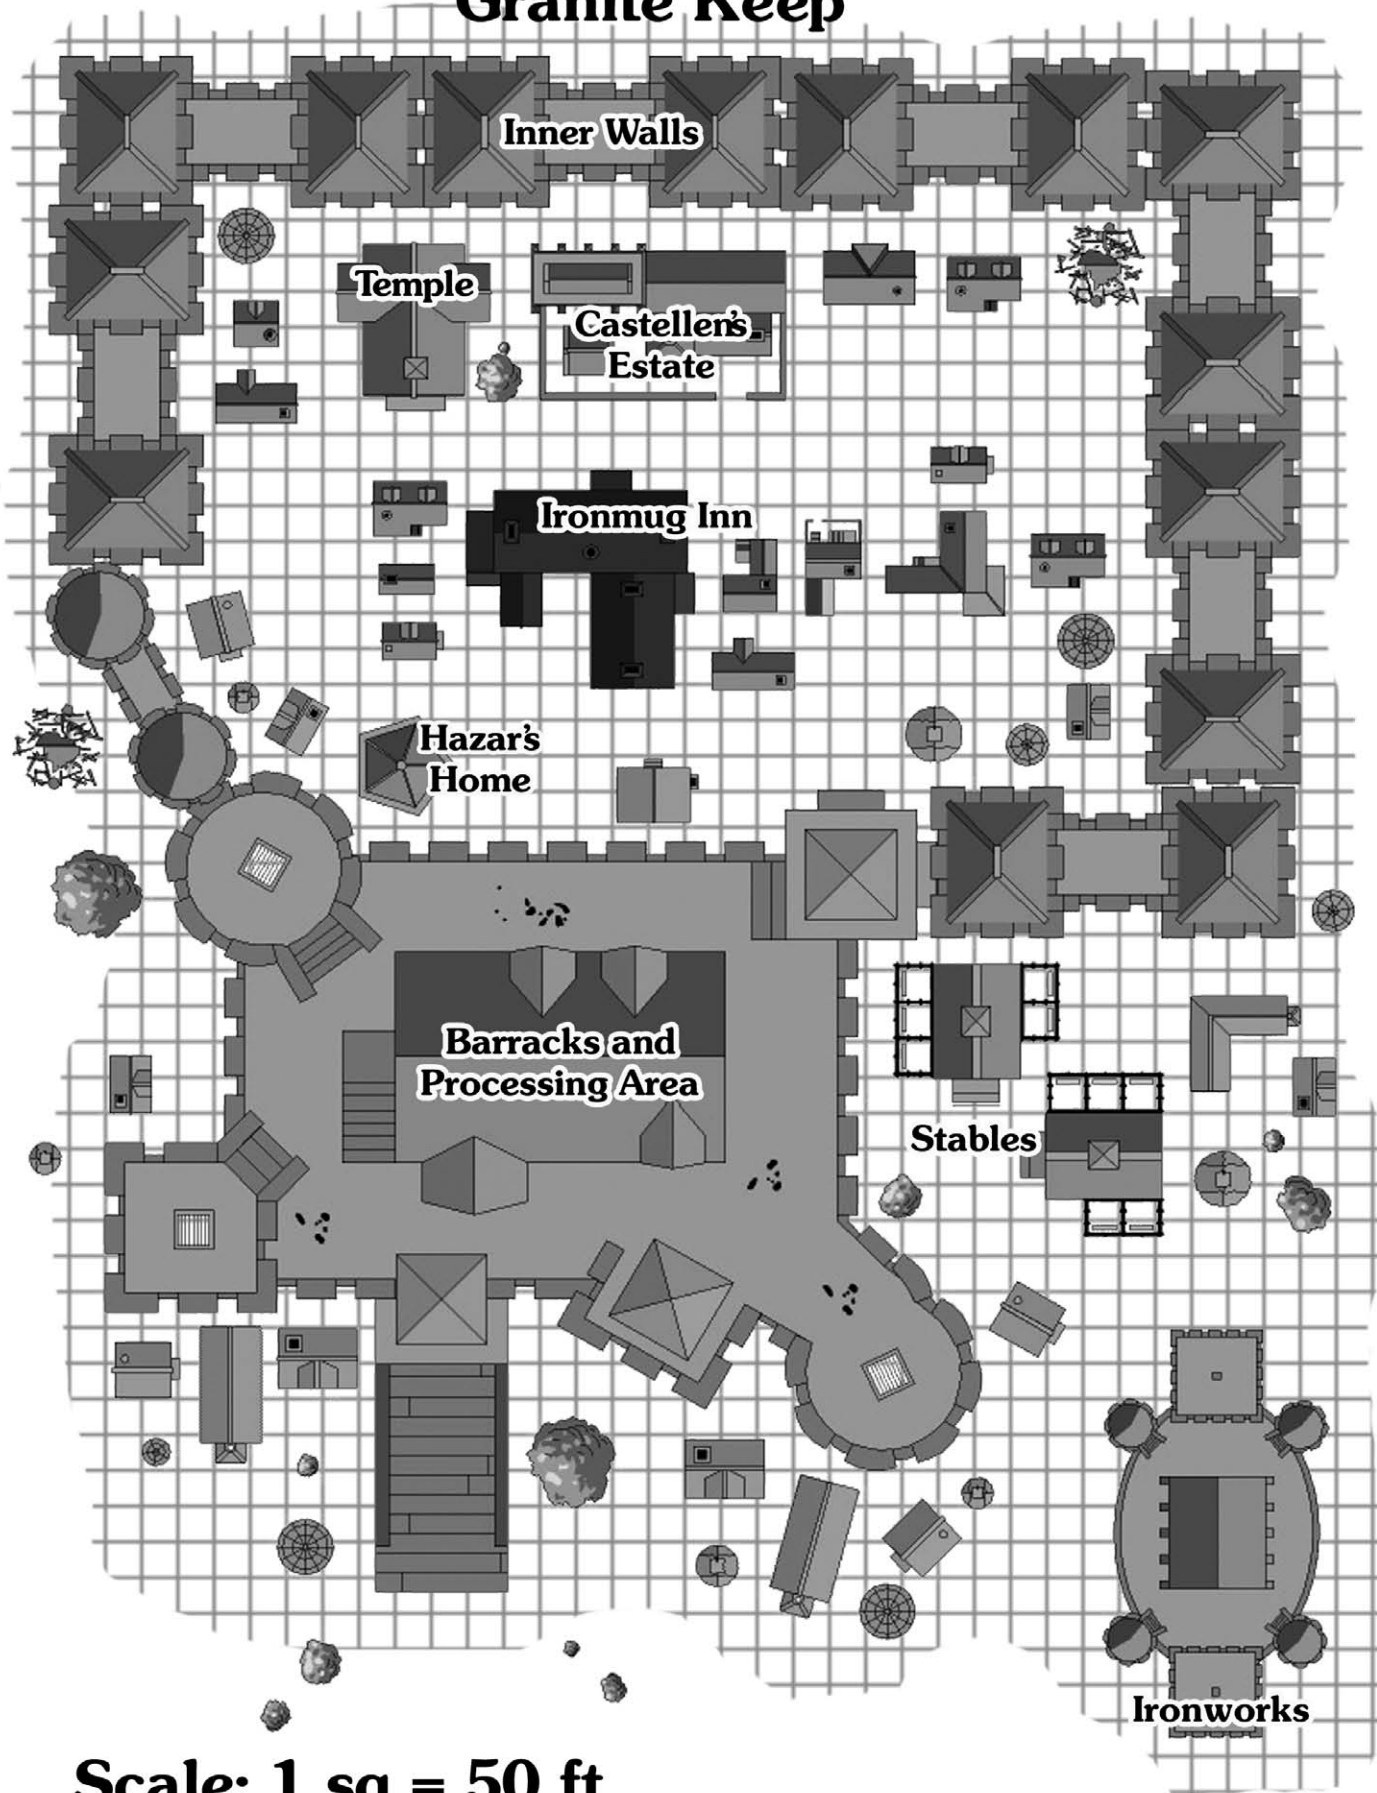 Granite Keep
Inner Walls
Temple
Castellen's
Estate
Ironmug Inn
Hazar's
Home
Barracks and
Processing Area
Stables
Ironworks
Scale: 1 sq = 50 ft